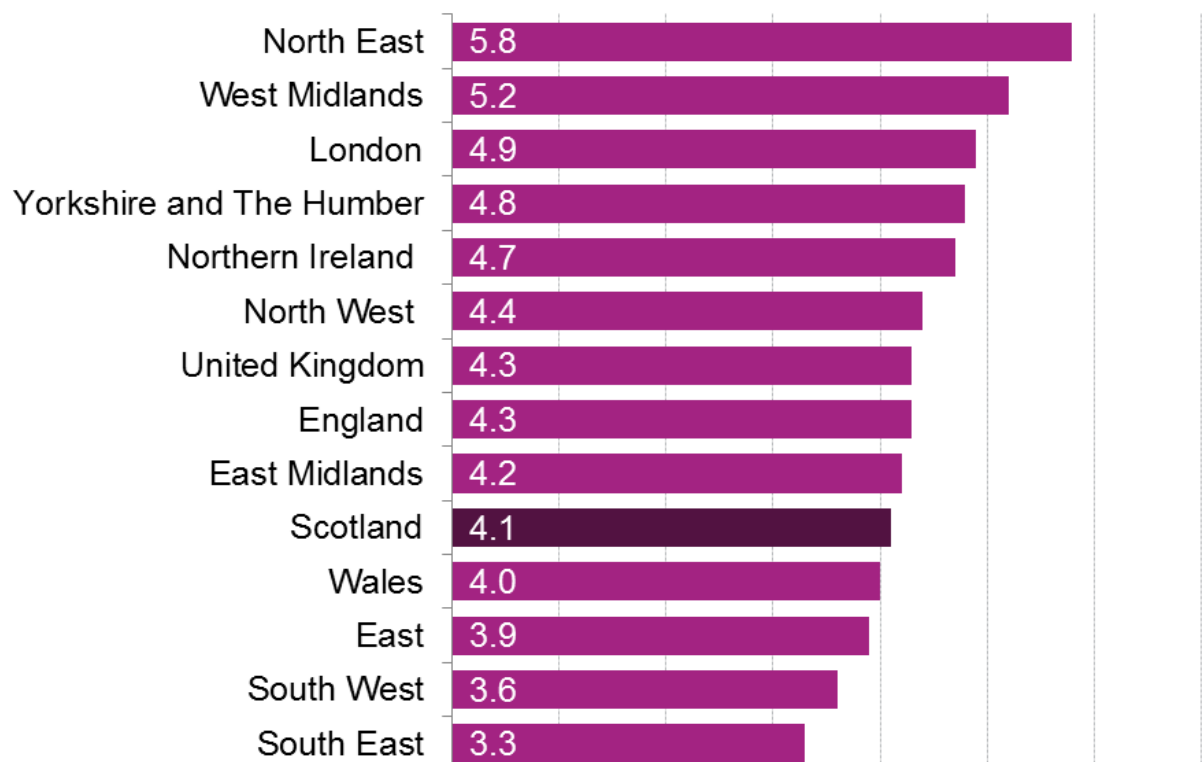 North East 5.8
West Midlands 5.2
London 4.9
Yorkshire and The Humber 4.8
Northern Ireland 4.7
North West 4.4
United Kingdom 4.3
England 4.3
East Midlands 4.2
Scotland 4.1
Wales 4.0
East 3.9
South West 3.6
South East 3.3